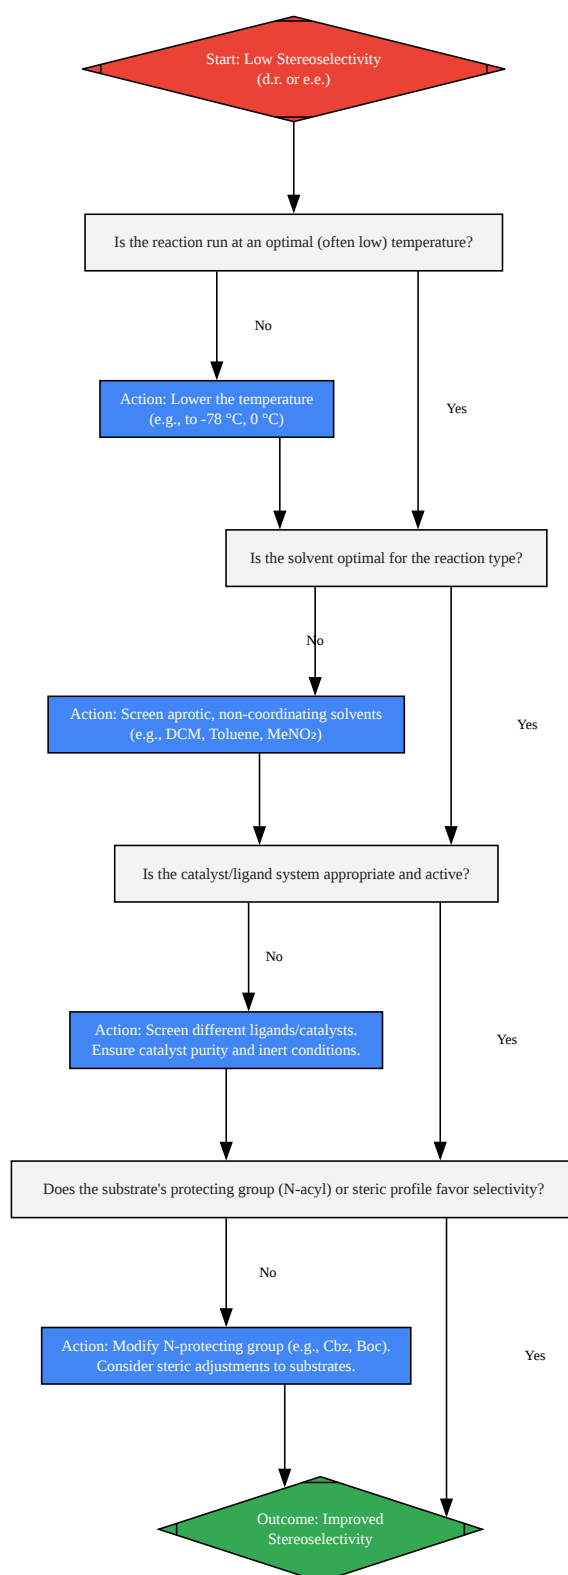 Start: Low Stereoselectivity
(d.r. or e.e.)
Is the reaction run at an optimal (often low) temperature?
No
Action: Lower the temperature
(e.g., to -78 °C, 0 °C)
Yes
Is the solvent optimal for the reaction type?
No
Action: Screen aprotic, non-coordinating solvents
(e.g., DCM, Toluene, MeNO₂)
Yes
Is the catalyst/ligand system appropriate and active?
No
Action: Screen different ligands/catalysts.
Ensure catalyst purity and inert conditions.
Yes
Does the substrate's protecting group (N-acyl) or steric profile favor selectivity?
No
Action: Modify N-protecting group (e.g., Cbz, Boc).
Consider steric adjustments to substrates.
Yes
Outcome: Improved
Stereoselectivity